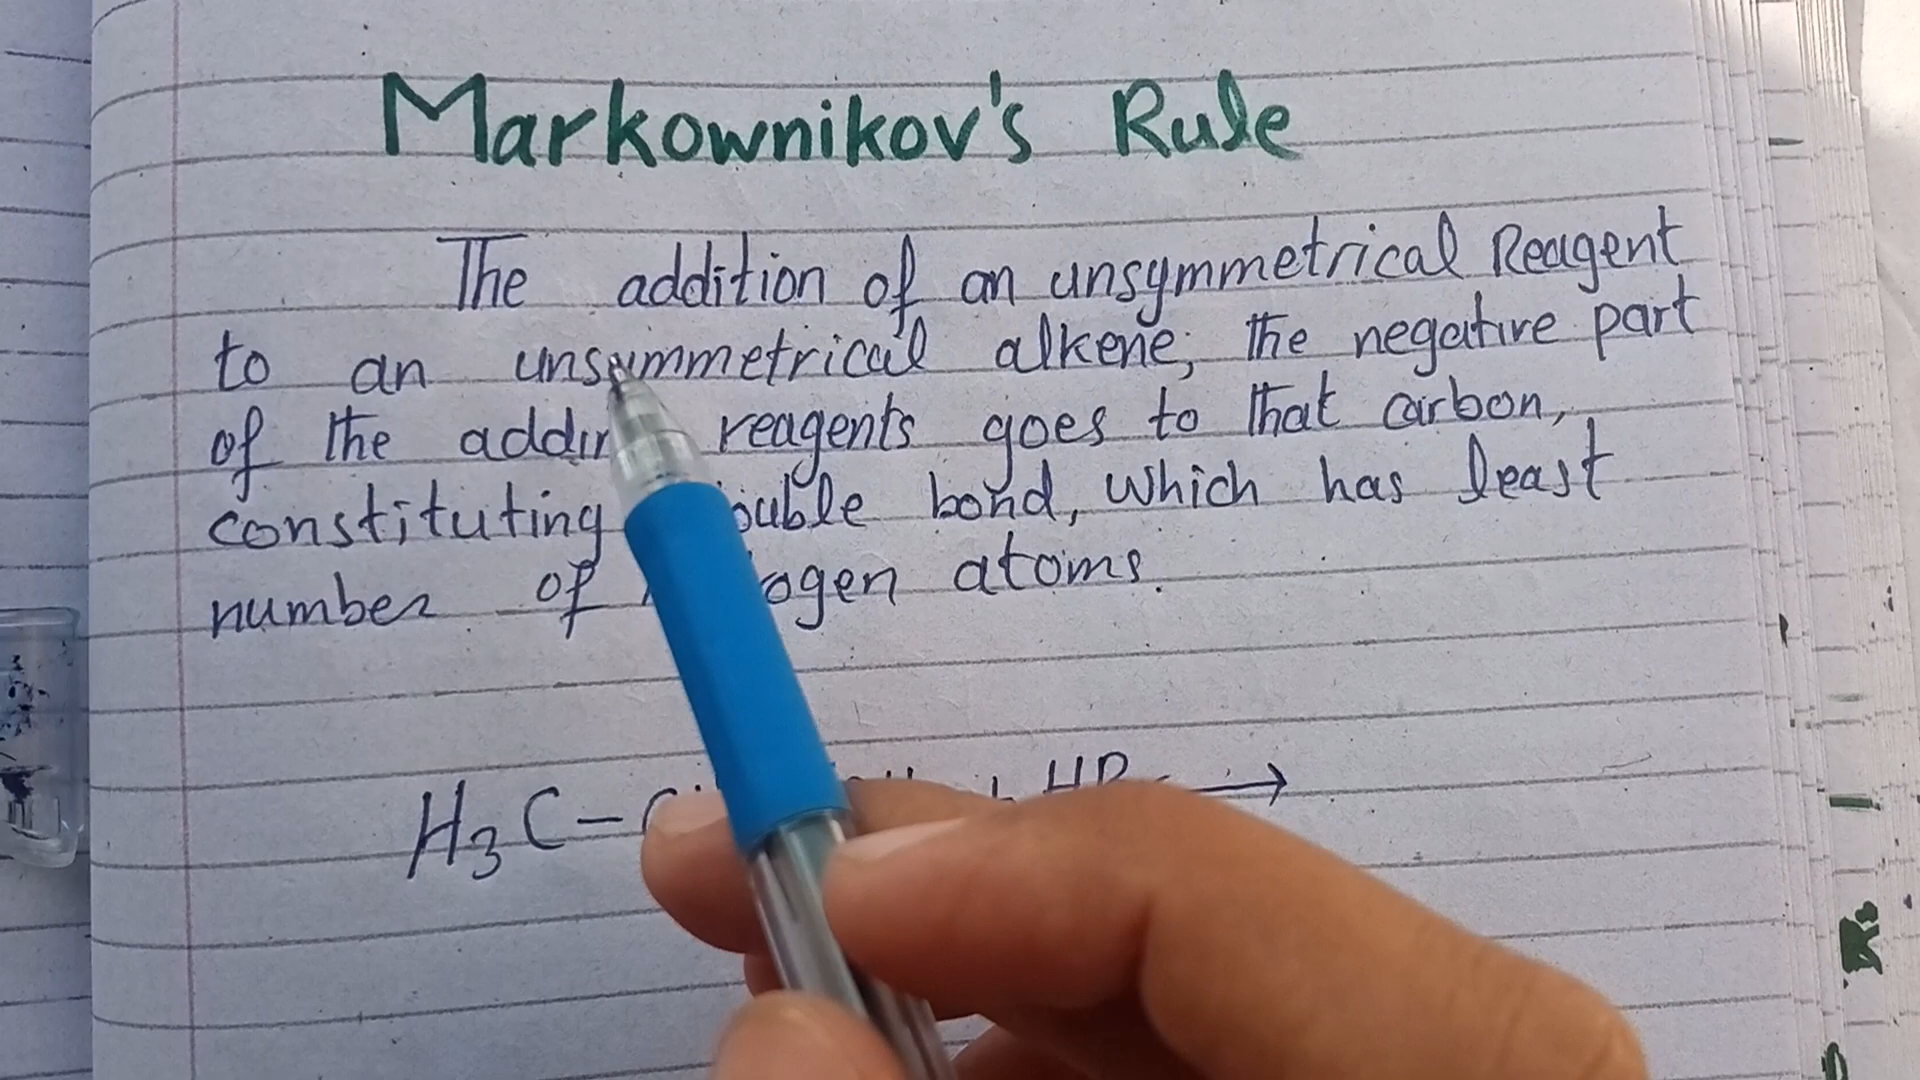 Markownikov's Rule
The addition of an unsymmetrical Reagent
to an unsymmetrical alkene, the negative part
of the reagents goes to that carbon,
constituting bond, which has least
number of atoms.
H3C- + →